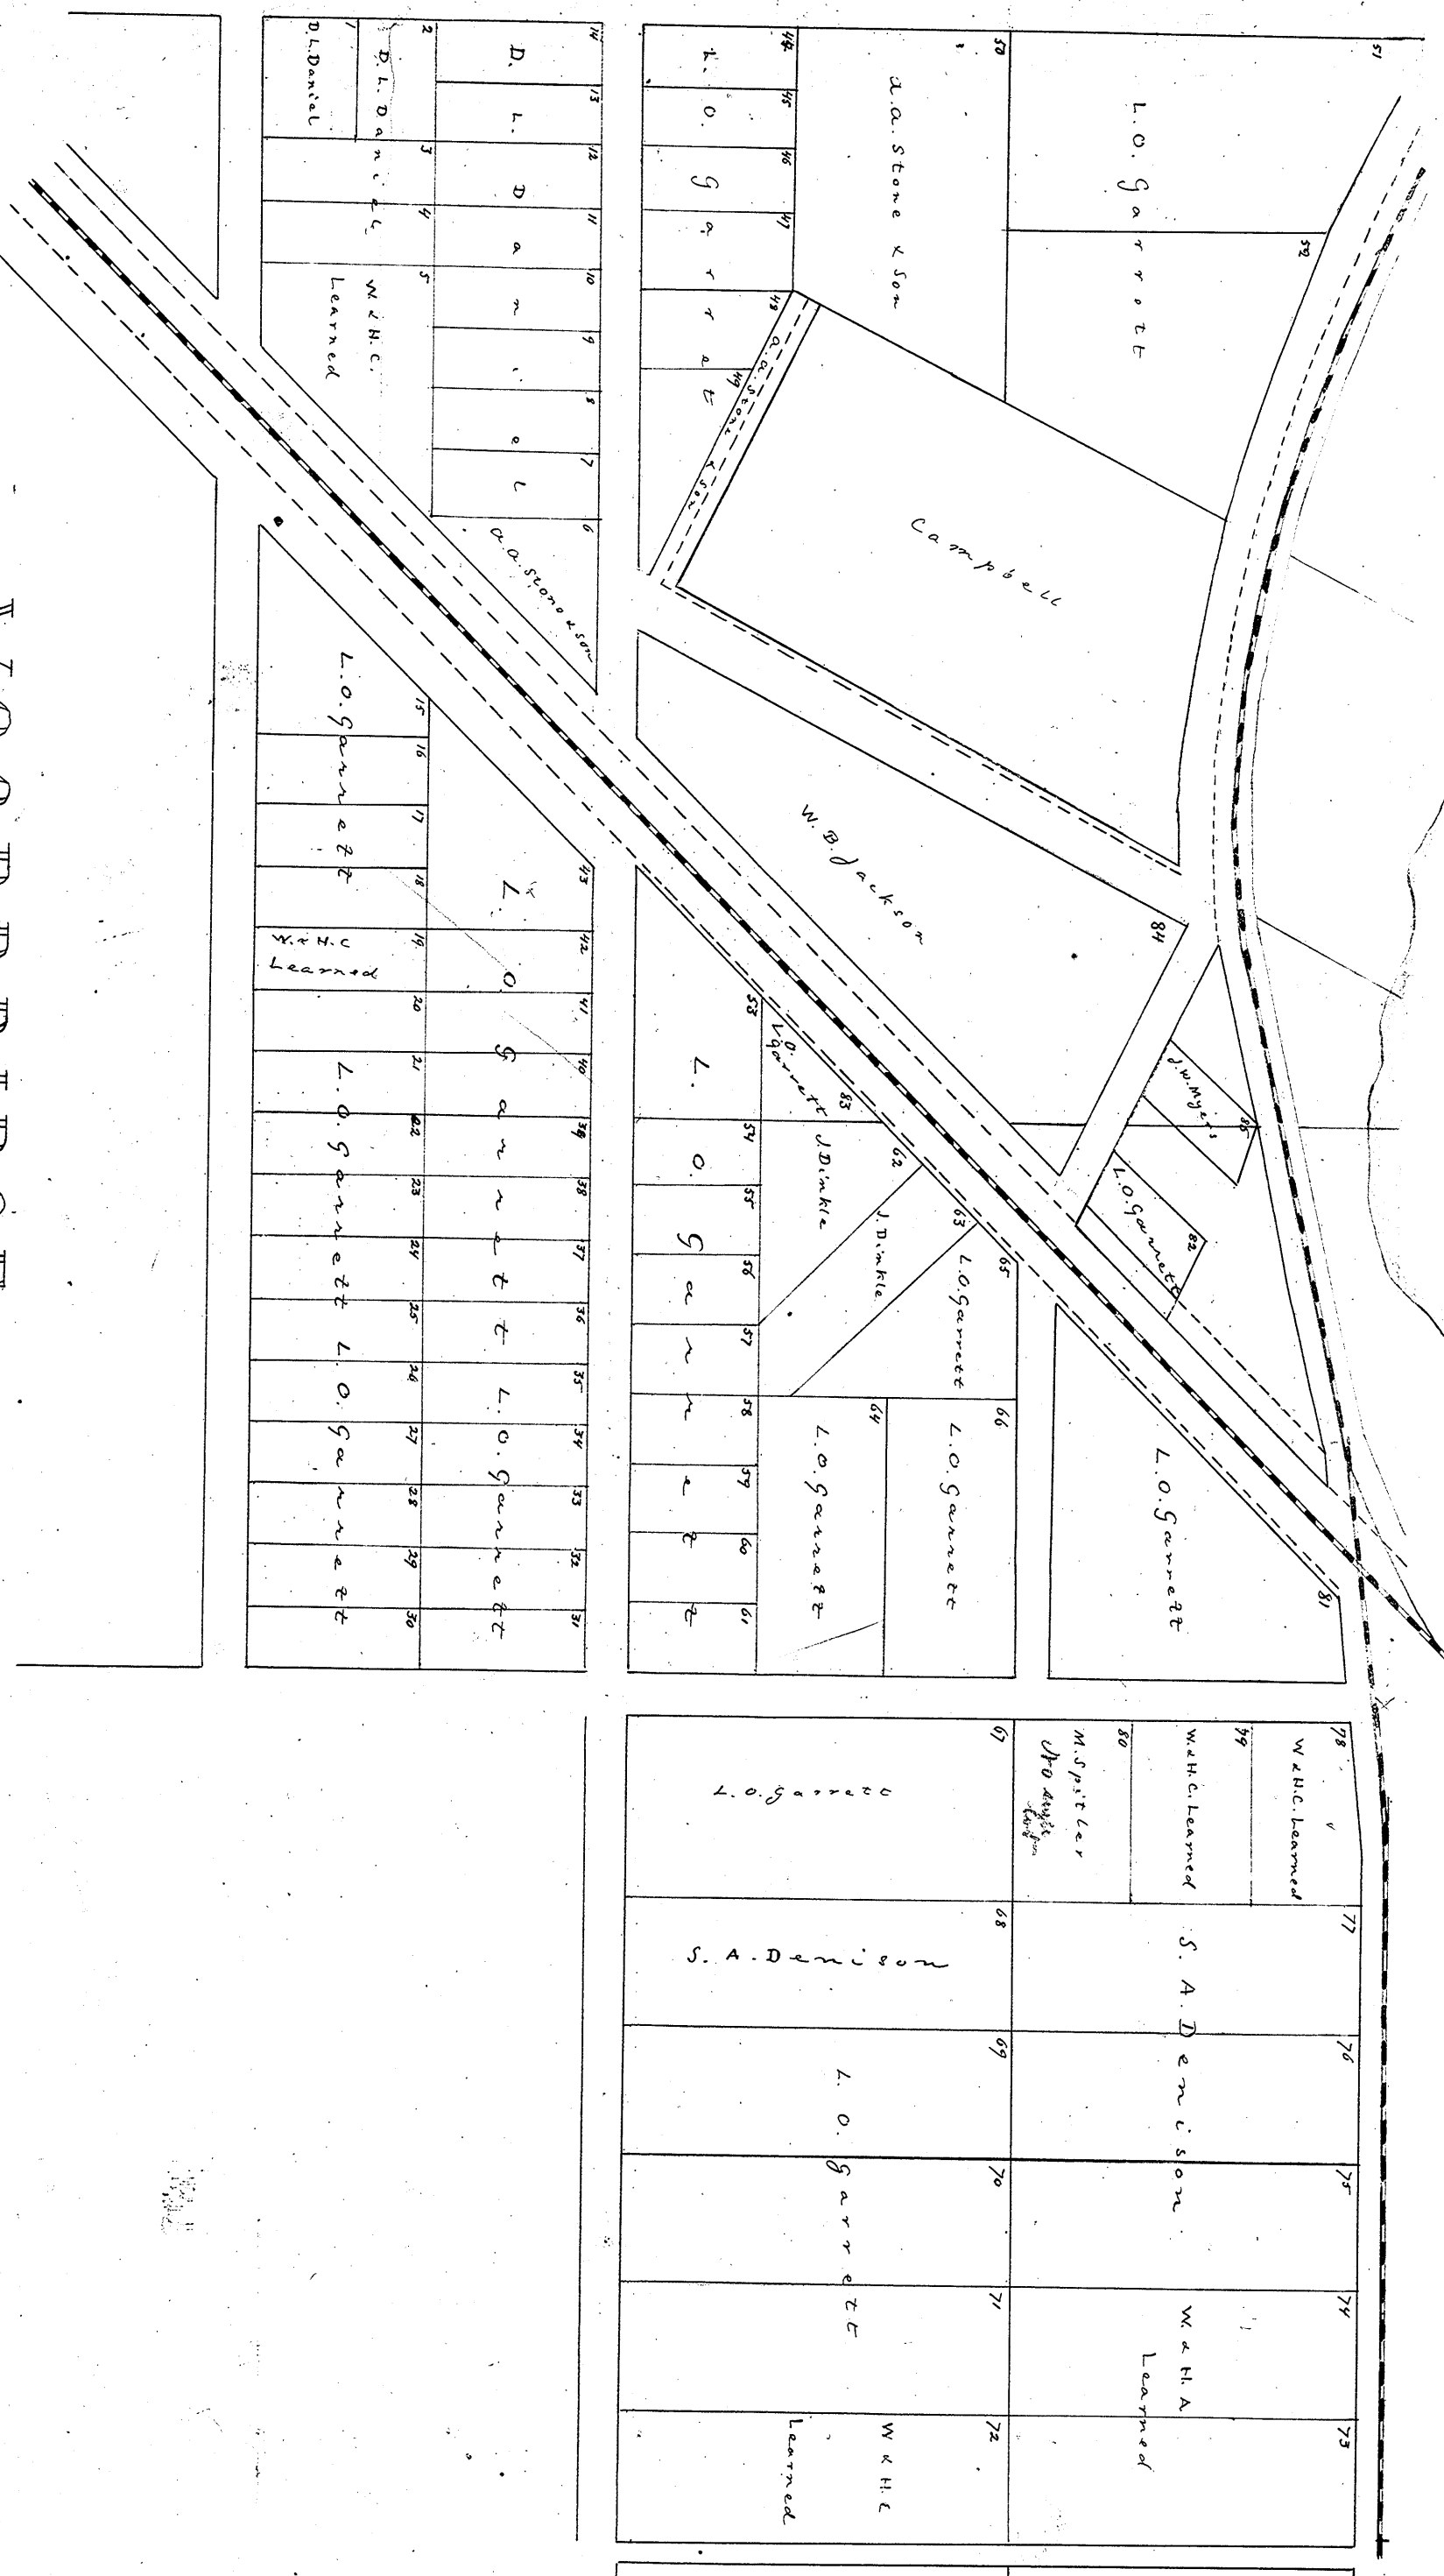 51
L.O. Garrott
52
50
a.a. Stone & Son
Campbell
44
45
46
47
48
49
L. O. Garrett
a.a. Stone & Son
14
13
12
11
10
9
8
7
6
D. L. Daniel
a.a. Stone & Son
2
1
D. L. Daniel
D.L. Daniel
3
4
5
W. & H.C.
Learned
W. B. Jackson
84
J.W. Myers
85
L.O. Garrett
82
L.O. Garrett
15
16
17
18
19
W. & H.C
Learned
20
21
22
23
24
25
26
27
28
29
30
L. O. Garrett
L. O. Garrett
43
42
41
40
39
38
37
36
35
34
33
32
31
L. O. Garrett
L. O. Garrett
53
54
55
56
57
58
59
60
61
L. O. Garrett
L.O.
Garrett
83
J. Dinkle
62
J. Dinkle
63
L.O. Garrett
65
L.O. Garrett
64
L.O. Garrett
66
L.O. Garrett
81
78
W & H.C. Learned
79
W. & H.C. Learned
80
M. Spitler
67
L. O. Garrett
68
S. A. Denison
77
76
75
S. A. Denison
69
70
71
L. O. Garrett
74
73
W. & H. A
Learned
72
W & H. C
Learned